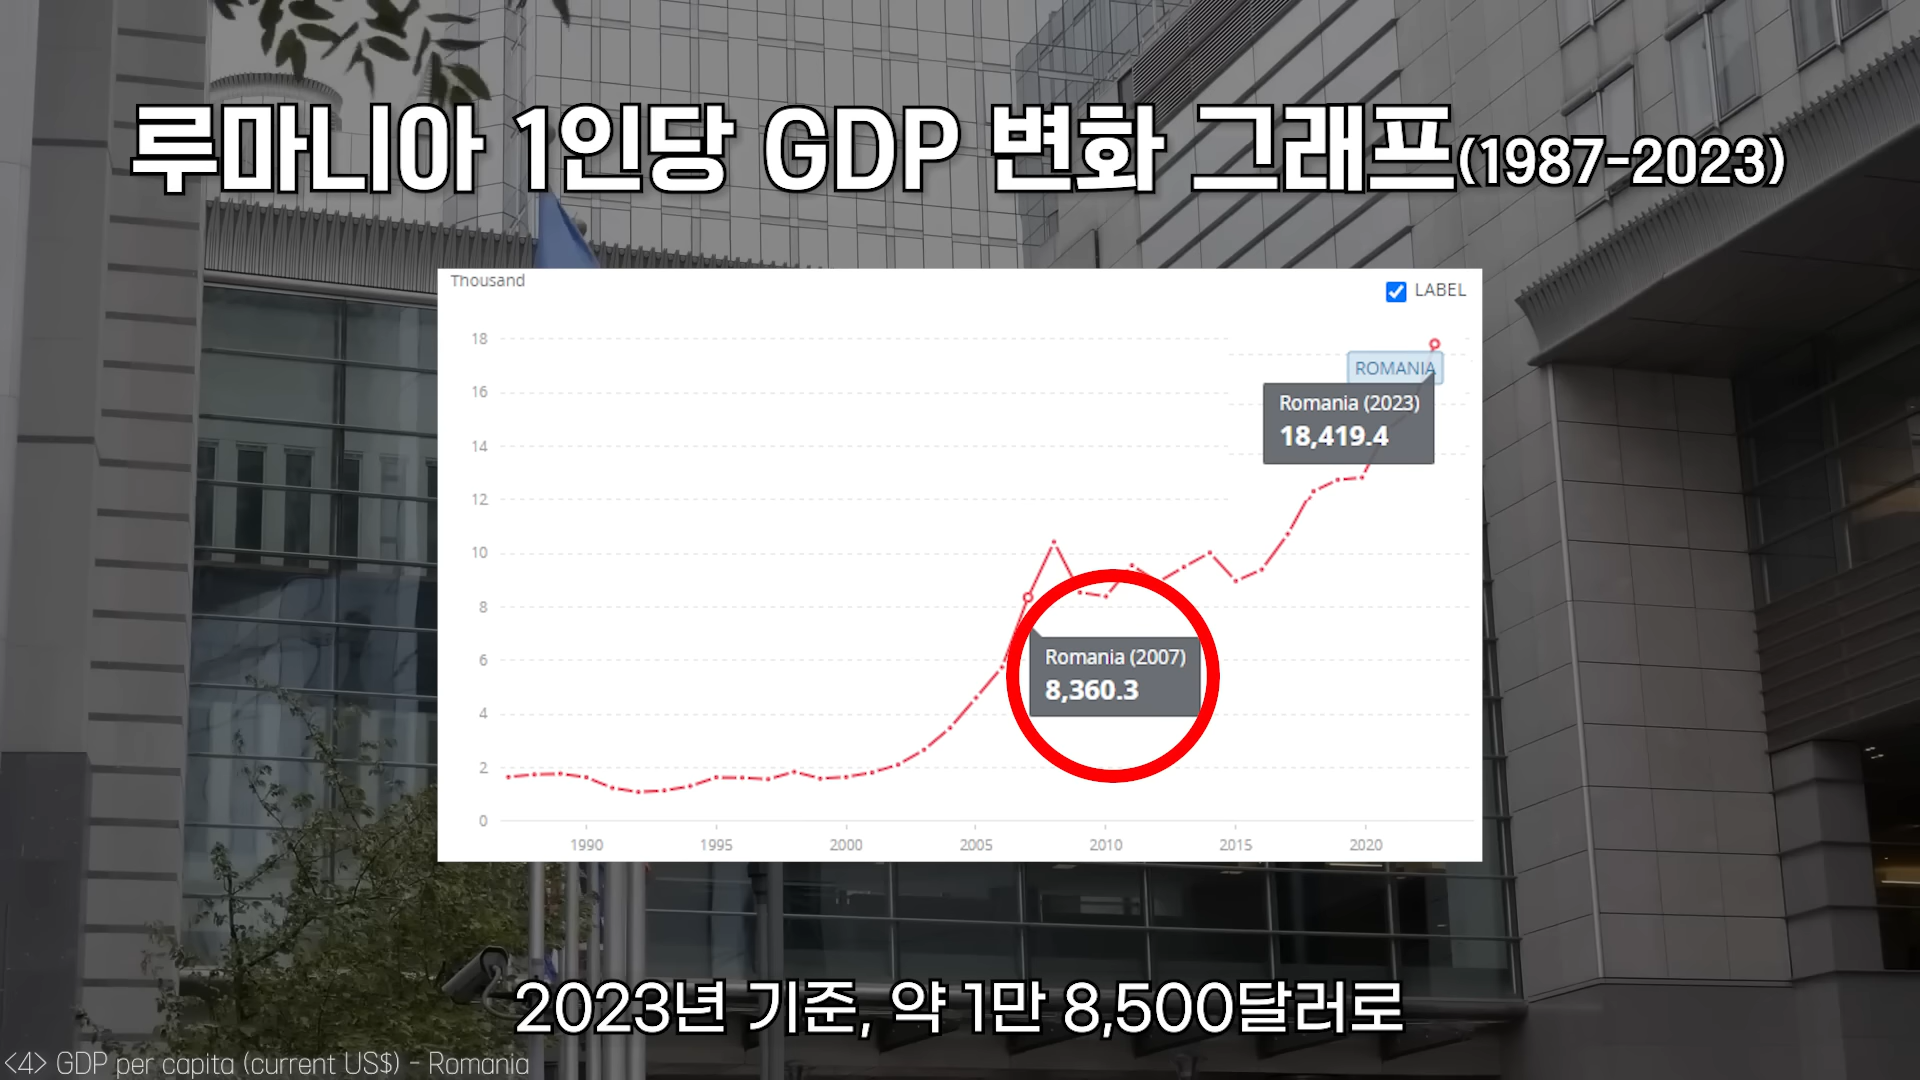 루마니아 1인당 GDP 변화 그래프(1987-2023)
Thousand
LABEL
18
16
14
12
10
8
6
4
2
0
ROMANIA
Romania (2023)
18,419.4
Romania (2007)
8,360.3
1990 1995 2000 2005 2010 2015 2020
2023년 기준, 약 1만 8,500달러로
<4> GDP per capita (current US$) - Romania